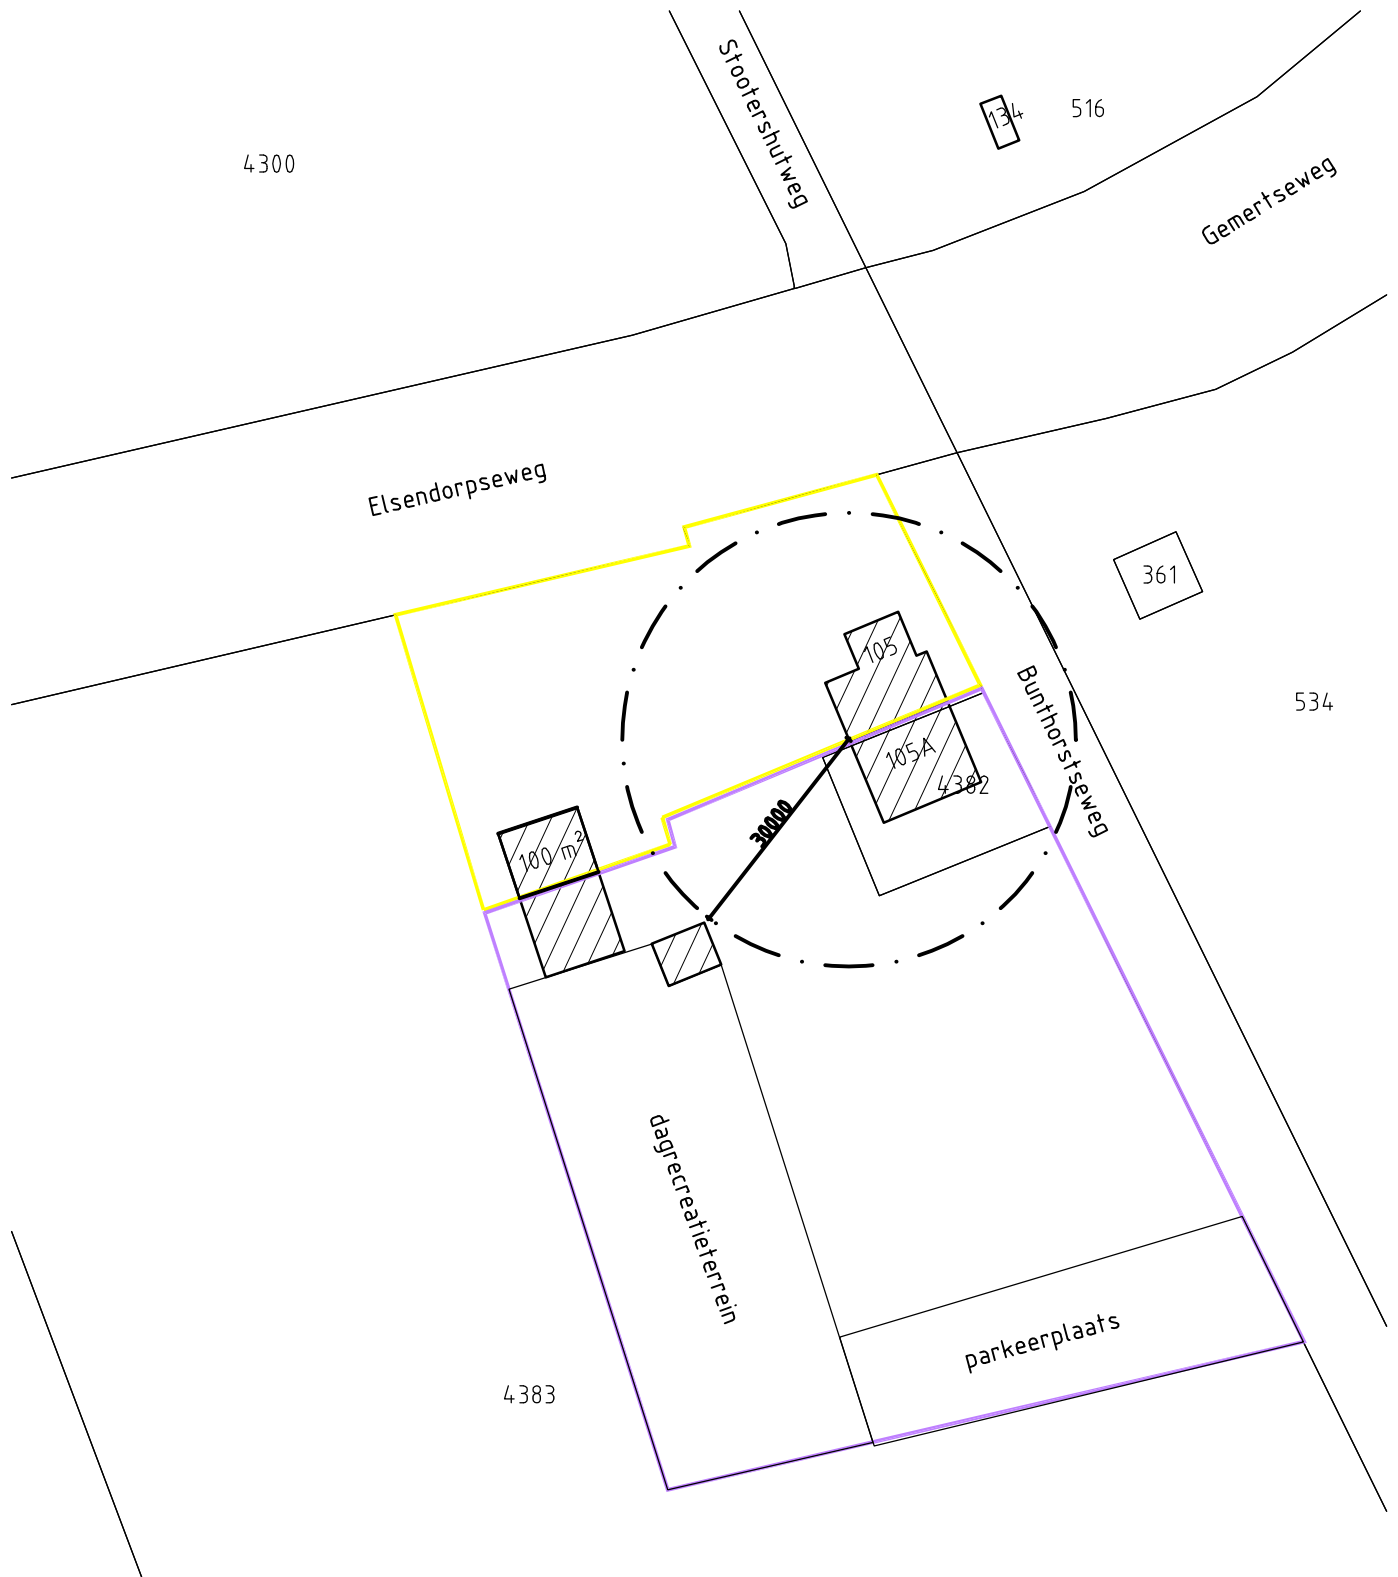 Stootershutweg
134
516
4300
Gemertseweg
Elsendorpseweg
361
105
Bunthorstseweg
534
105A
4382
30000
100 m²
dagrecreatieterrein
parkeerplaats
4383